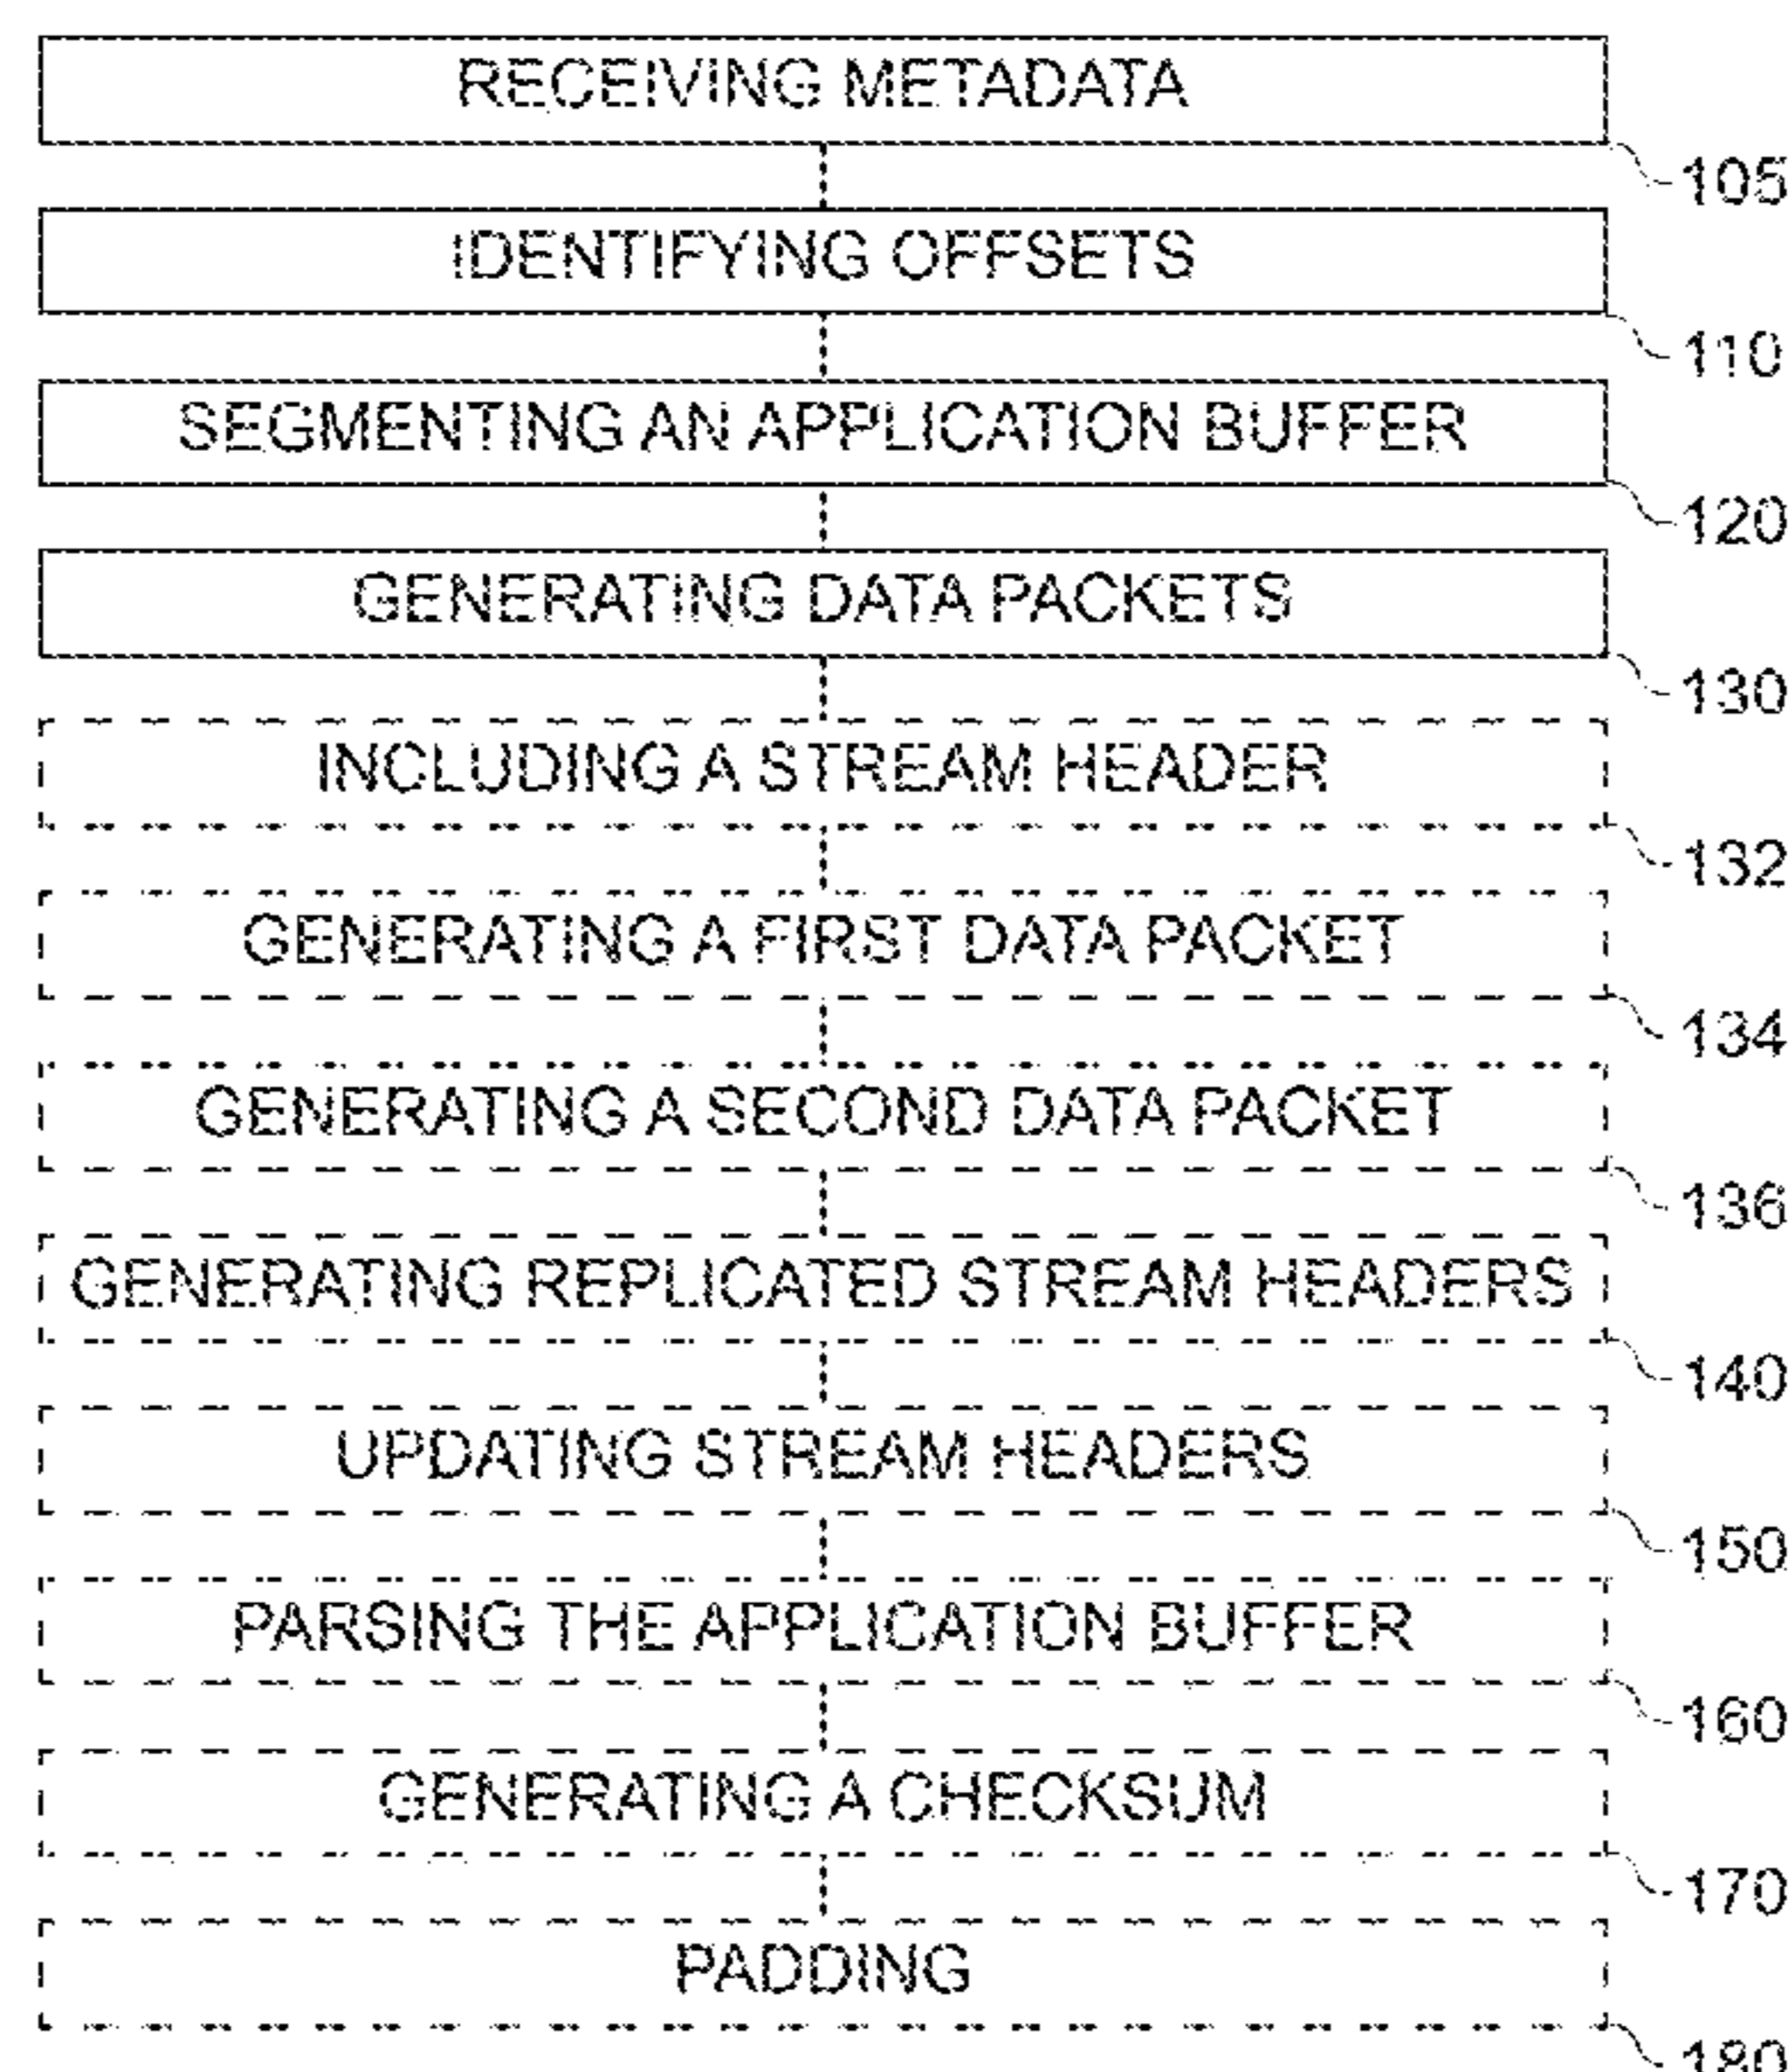 RECEIVING METADATA
105
IDENTIFYING OFFSETS
110
SEGMENTING AN APPLICATION BUFFER
120
GENERATING DATA PACKETS
130
INCLUDING A STREAM HEADER
132
GENERATING A FIRST DATA PACKET
134
GENERATING A SECOND DATA PACKET
136
GENERATING REPLICATED STREAM HEADERS
140
UPDATING STREAM HEADERS
150
PARSING THE APPLICATION BUFFER
160
GENERATING A CHECKSUM
170
PADDING
180